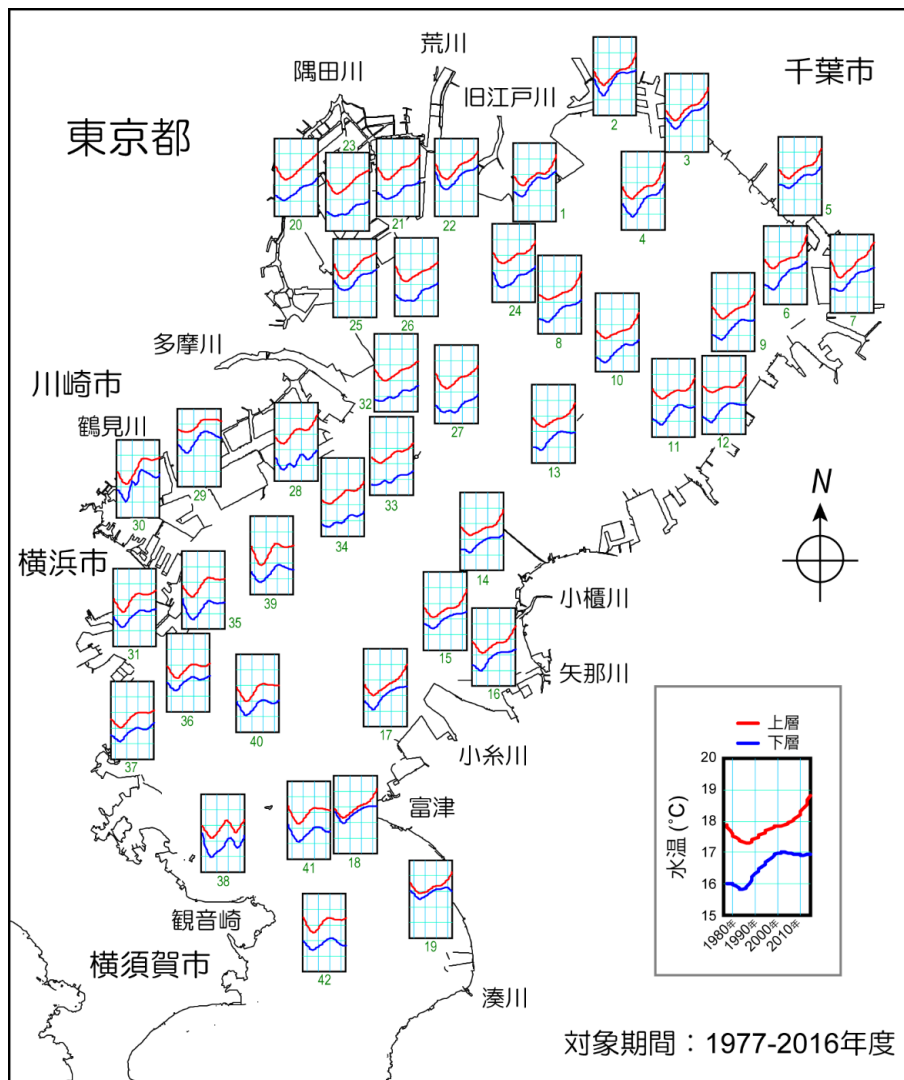 荒川
隅田川
千葉市
旧江戸川
東京都
2
3
23
5
20
21
22
1
4
24
6
7
25
26
8
9
多摩川
10
川崎市
32
27
11
12
鶴見川
13
28
29
33
30
34
N
横浜市
14
39
小櫃川
35
31
15
矢那川
16
36
17
40
小糸川
37
上層
下層
富津
18
41
38
観音崎
19
42
横須賀市
湊川
水温 (°C)
20
19
18
17
16
15
1980年
1990年
2000年
2010年
対象期間：1977-2016年度